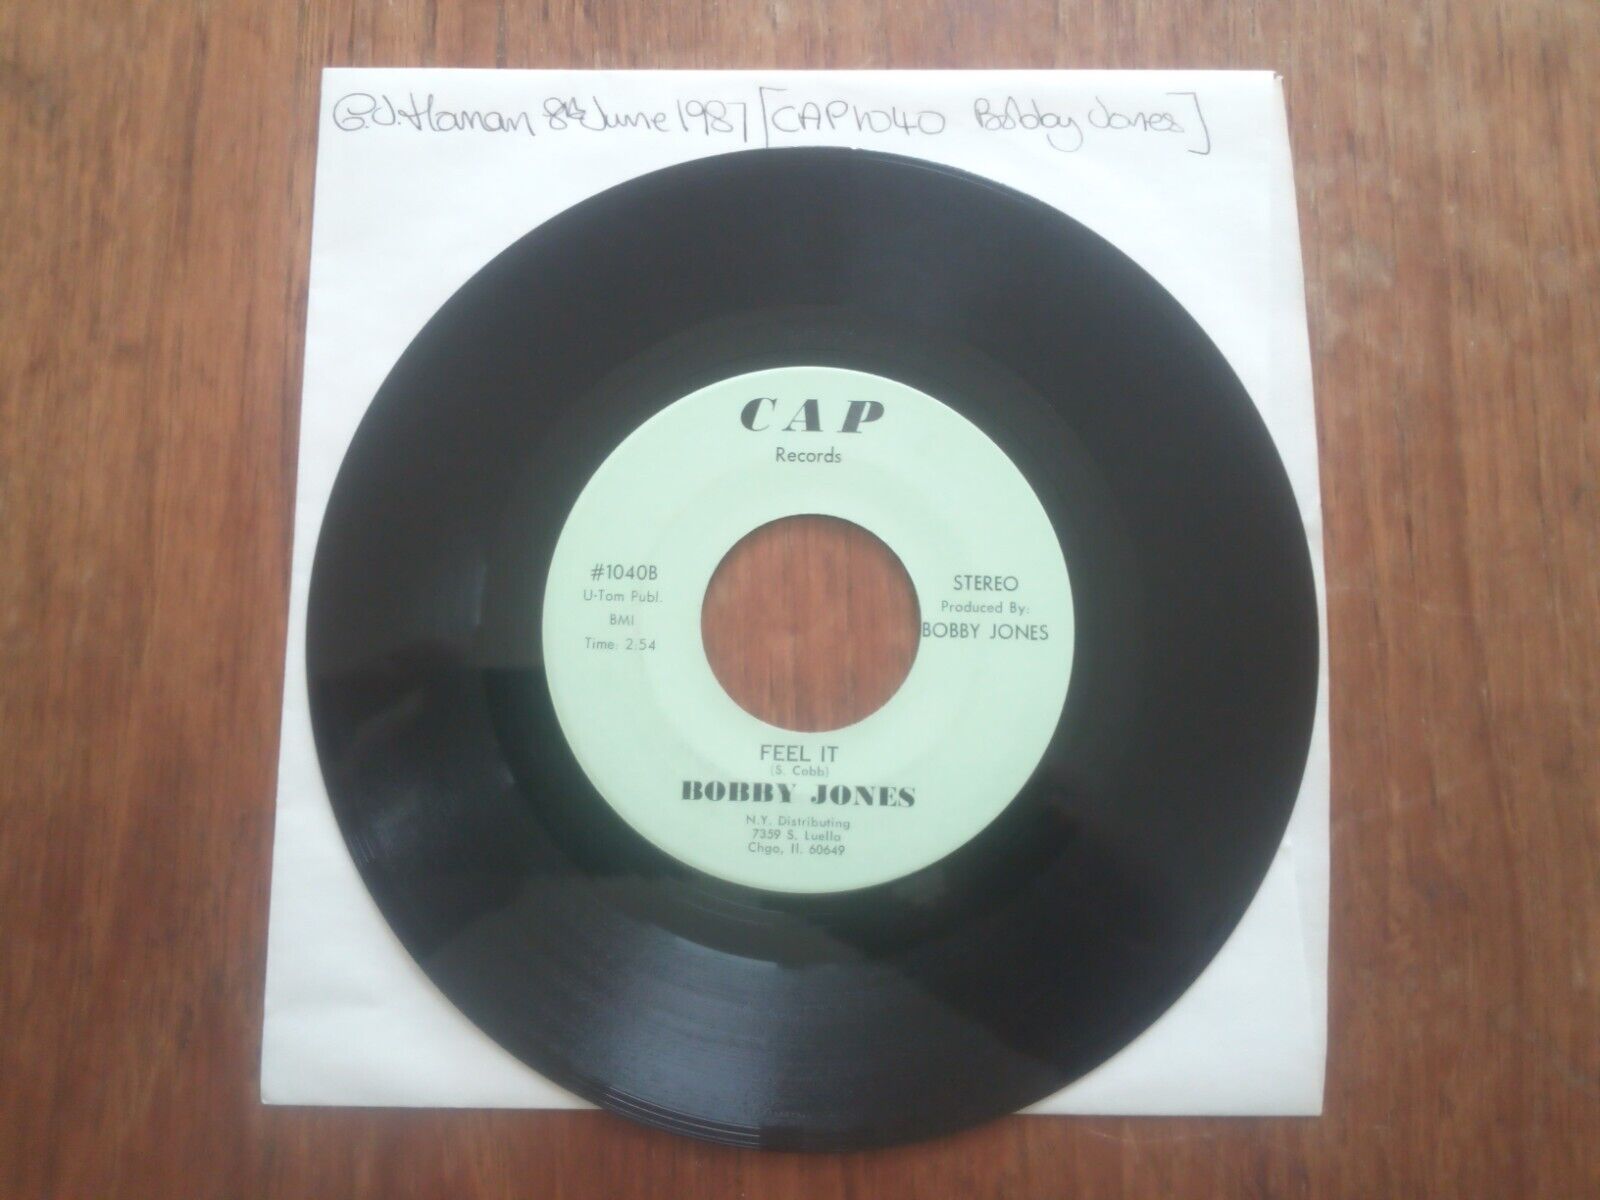 G.J. Hanan 8th June 1987 [CAP1040 Bobby Jones]
CAP
Records
#1040B
U-Tom Publ.
BMI
Time: 2:54
STEREO
Produced By:
BOBBY JONES
FEEL IT
(S. Cobb)
BOBBY JONES
N.Y. Distributing
7359 S. Luella
Chgo, Il. 60649